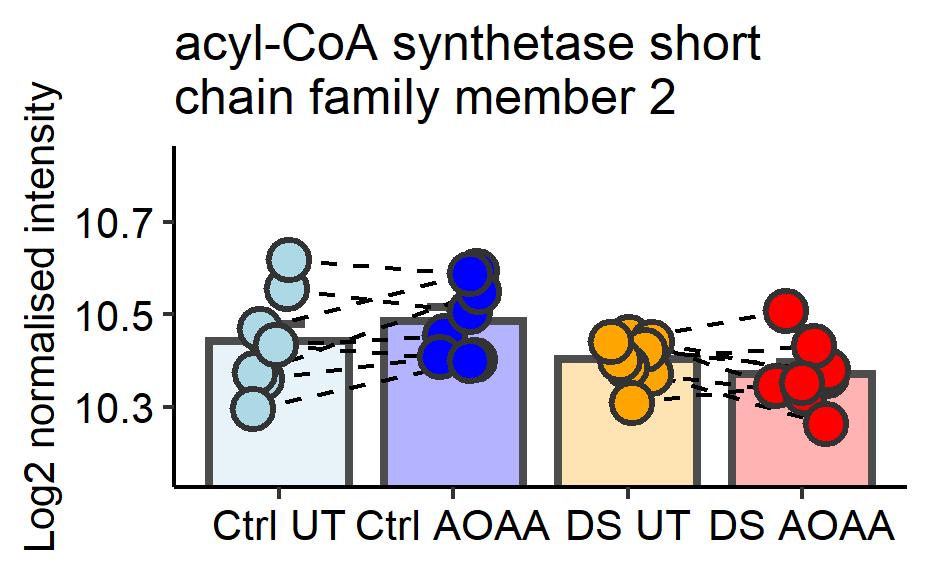 acyl-CoA synthetase short
chain family member 2
Log2 normalised intensity
10.7
10.5
10.3
Ctrl UT
Ctrl AOAA
DS UT
DS AOAA